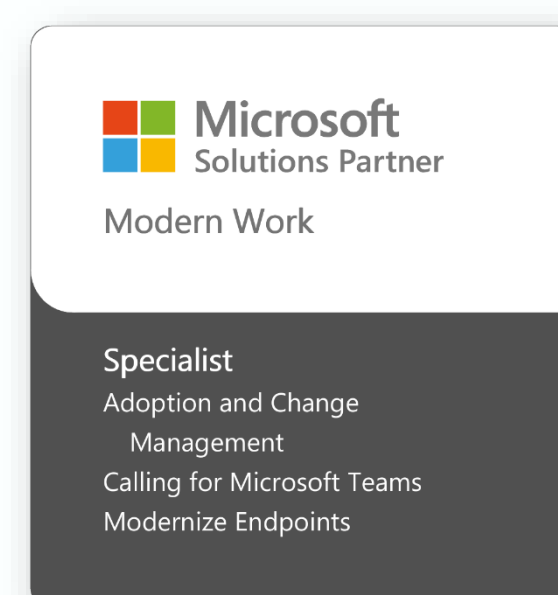 Microsoft
Solutions Partner
Modern Work
Specialist
Adoption and Change
Management
Calling for Microsoft Teams
Modernize Endpoints